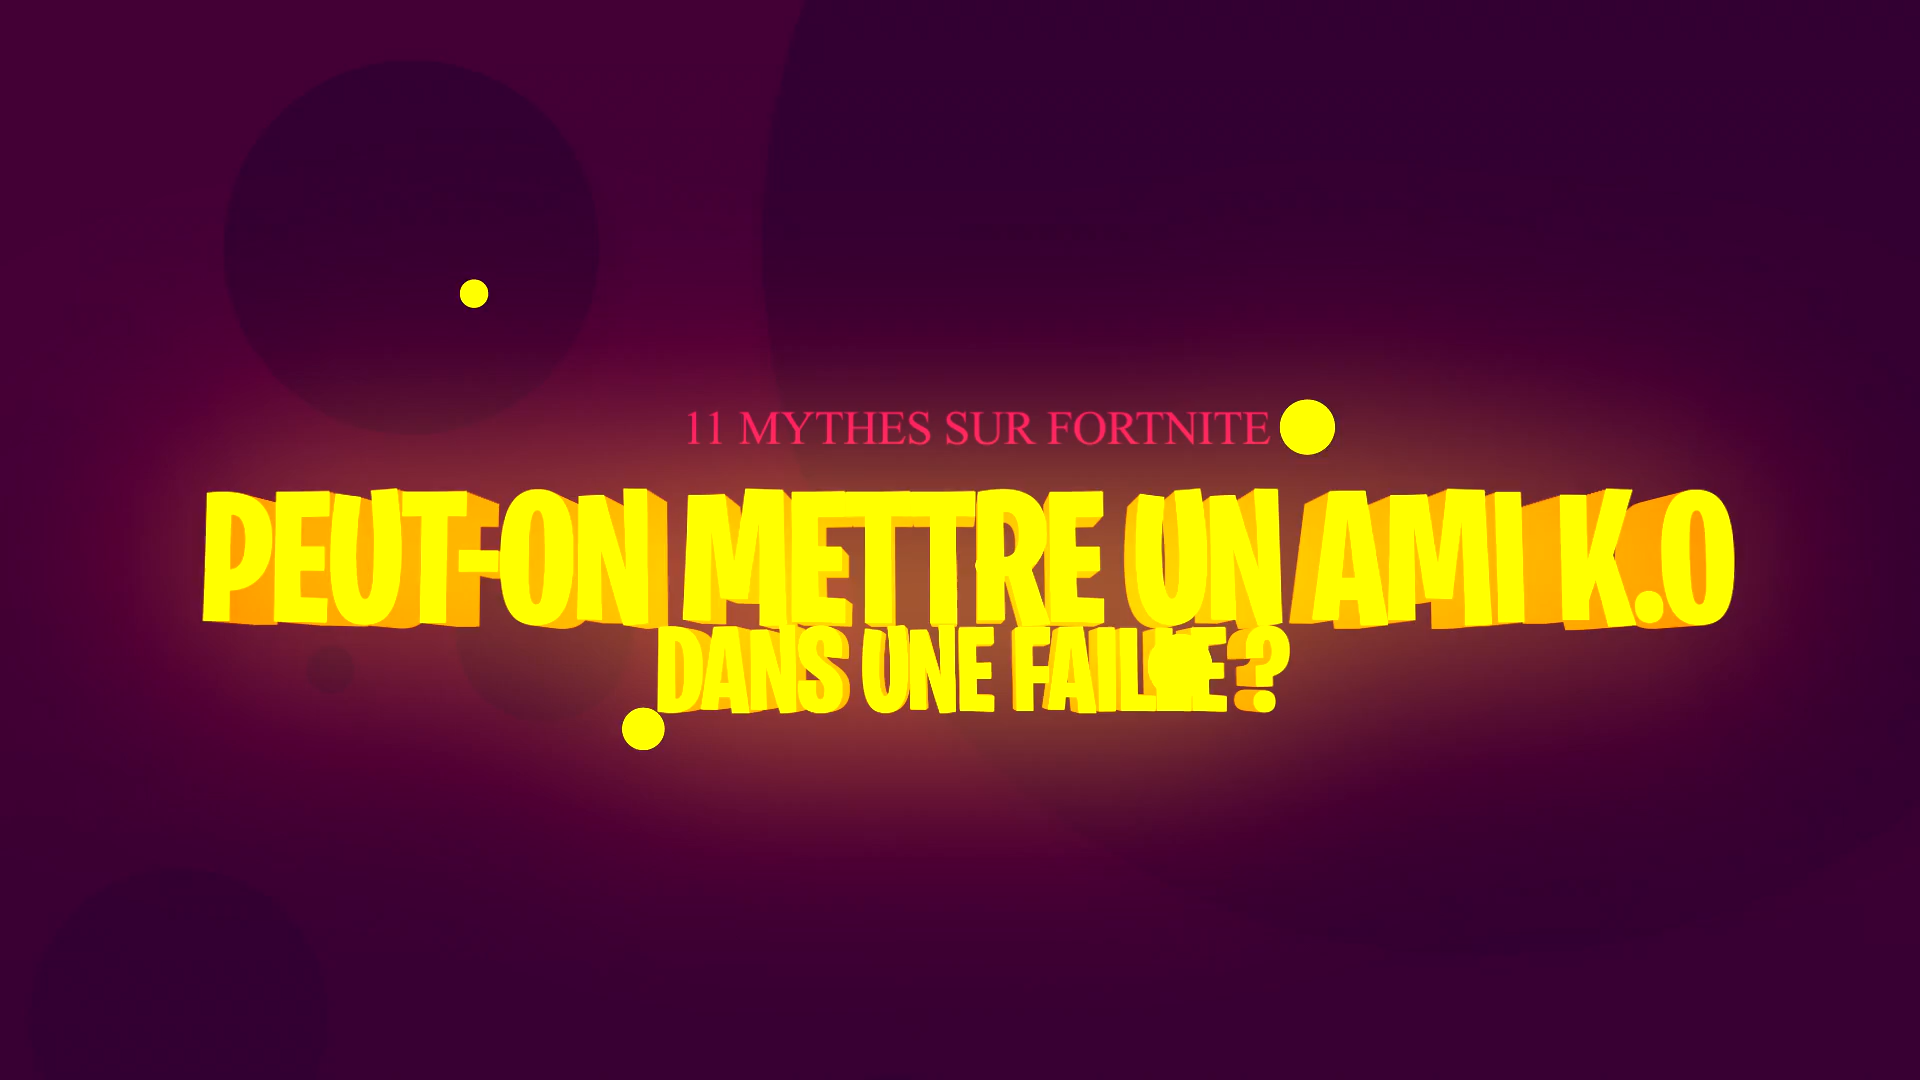 11 MYTHES SUR FORTNITE
PEUT-ON METTRE UN AMI K.O
DANS UNE FAILLE ?